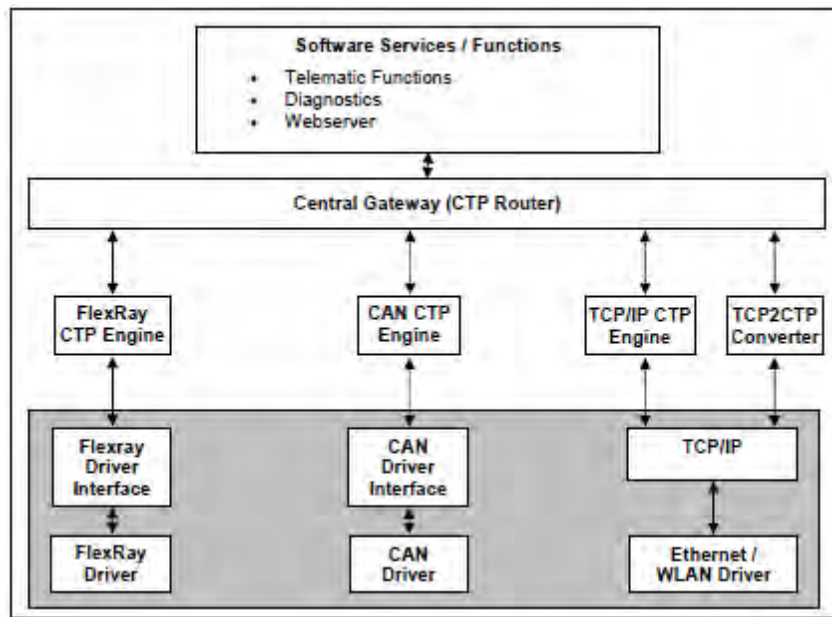 Software Services / Functions
• Telematic Functions
• Diagnostics
• Webserver
Central Gateway (CTP Router)
FlexRay
CTP Engine
CAN CTP
Engine
TCP/IP CTP
Engine
TCP2CTP
Converter
Flexray
Driver
Interface
CAN
Driver
Interface
TCP/IP
FlexRay
Driver
CAN
Driver
Ethernet /
WLAN Driver